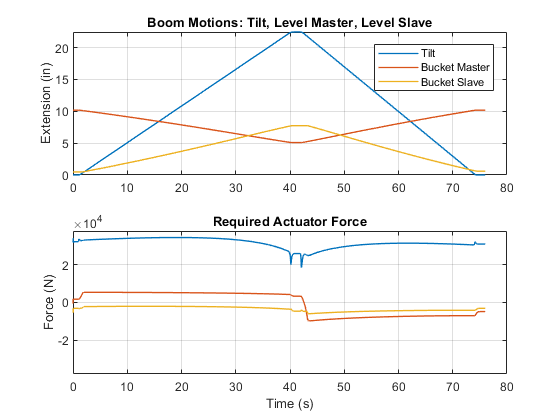 Boom Motions: Tilt, Level Master, Level Slave
Extension (in)
20
15
10
5
0
0 10 20 30 40 50 60 70 80
Tilt
Bucket Master
Bucket Slave
Required Actuator Force
×10^4
Force (N)
2
0
-2
0 10 20 30 40 50 60 70 80
Time (s)